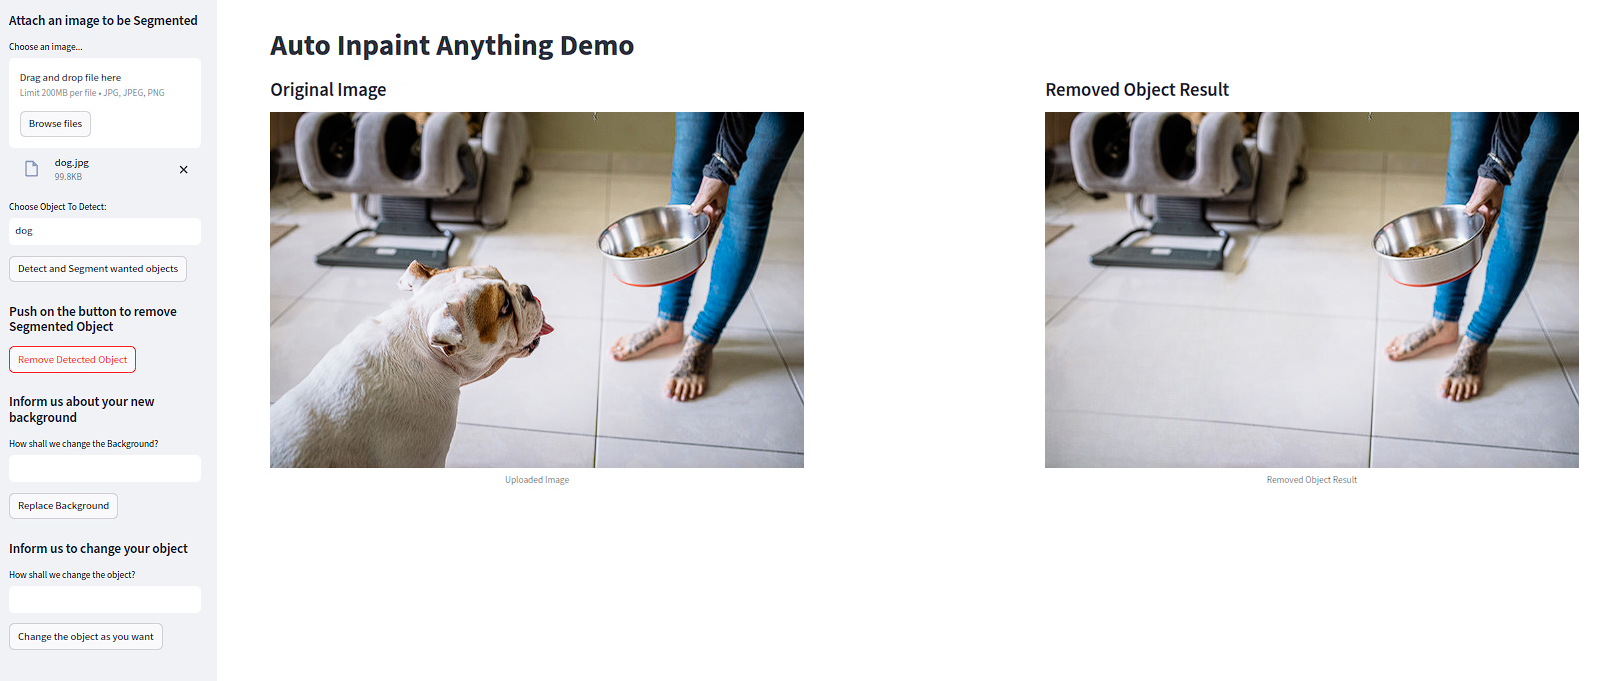 Attach an image to be Segmented
Choose an image...
Drag and drop file here
Limit 200MB per file • JPG, JPEG, PNG
Browse files
dog.jpg
99.8KB
Choose Object To Detect:
dog
Detect and Segment wanted objects
Push on the button to remove
Segmented Object
Remove Detected Object
Inform us about your new
background
How shall we change the Background?
Replace Background
Inform us to change your object
How shall we change the object?
Change the object as you want
Auto Inpaint Anything Demo
Original Image
Uploaded Image
Removed Object Result
Removed Object Result